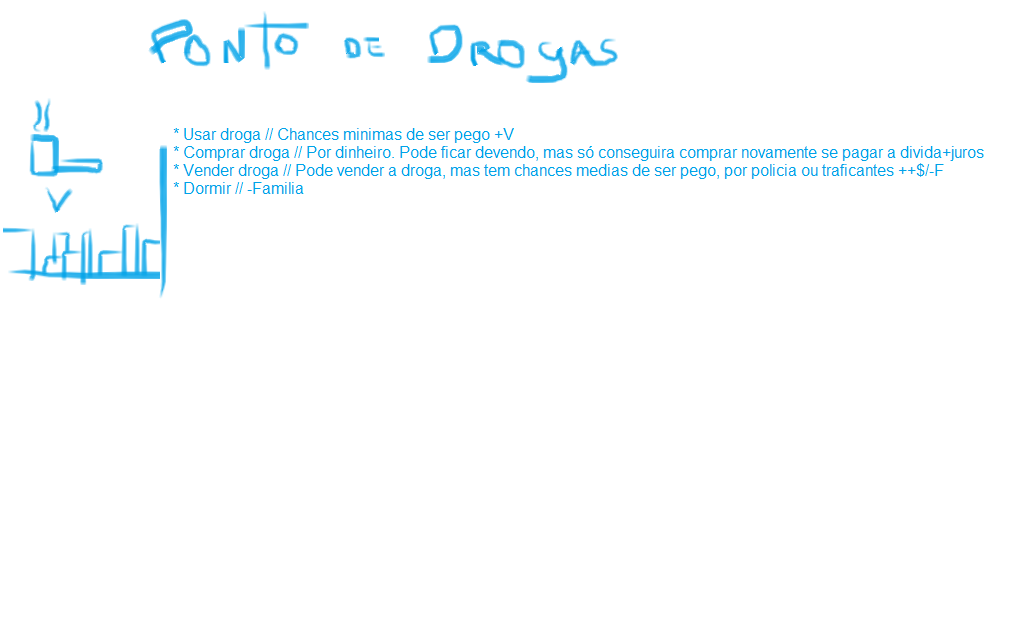 PONTO DE DROGAS
* Usar droga // Chances minimas de ser pego +V
* Comprar droga // Por dinheiro. Pode ficar devendo, mas só conseguira comprar novamente se pagar a divida+juros
* Vender droga // Pode vender a droga, mas tem chances medias de ser pego, por policia ou traficantes ++$/-F
* Dormir // -Familia
V